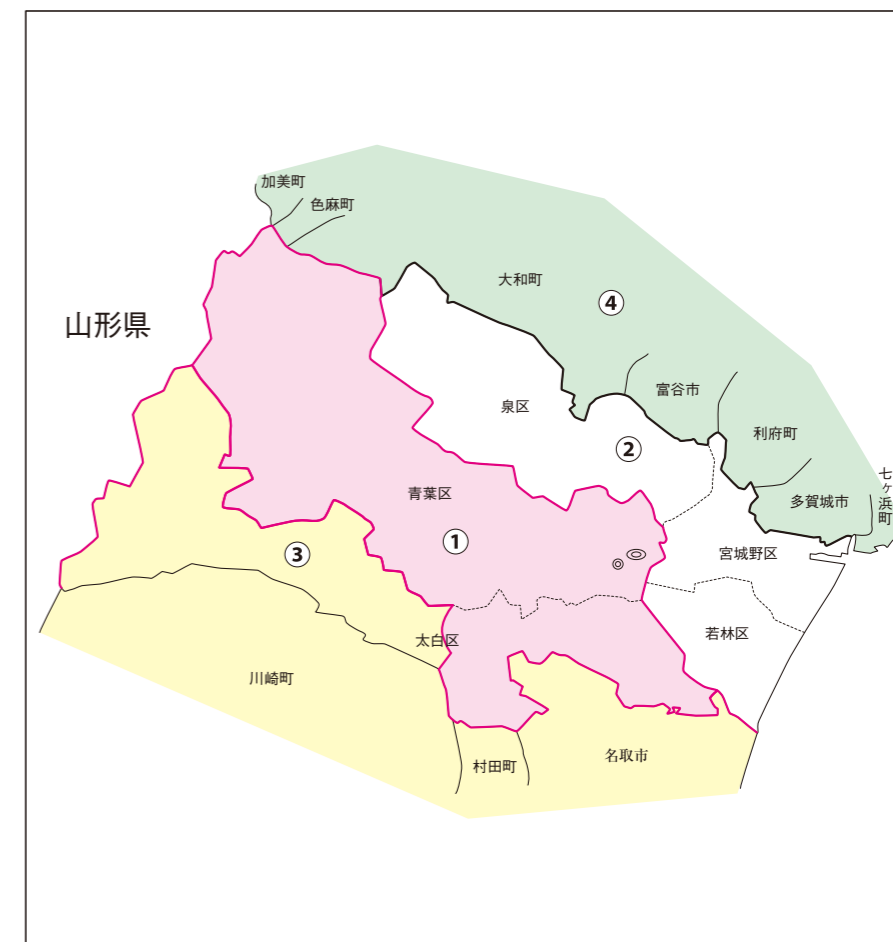 加美町
色麻町
大和町
④
山形県
富谷市
泉区
利府町
②
七ヶ浜町
青葉区
多賀城市
①
宮城野区
③
若林区
太白区
川崎町
名取市
村田町